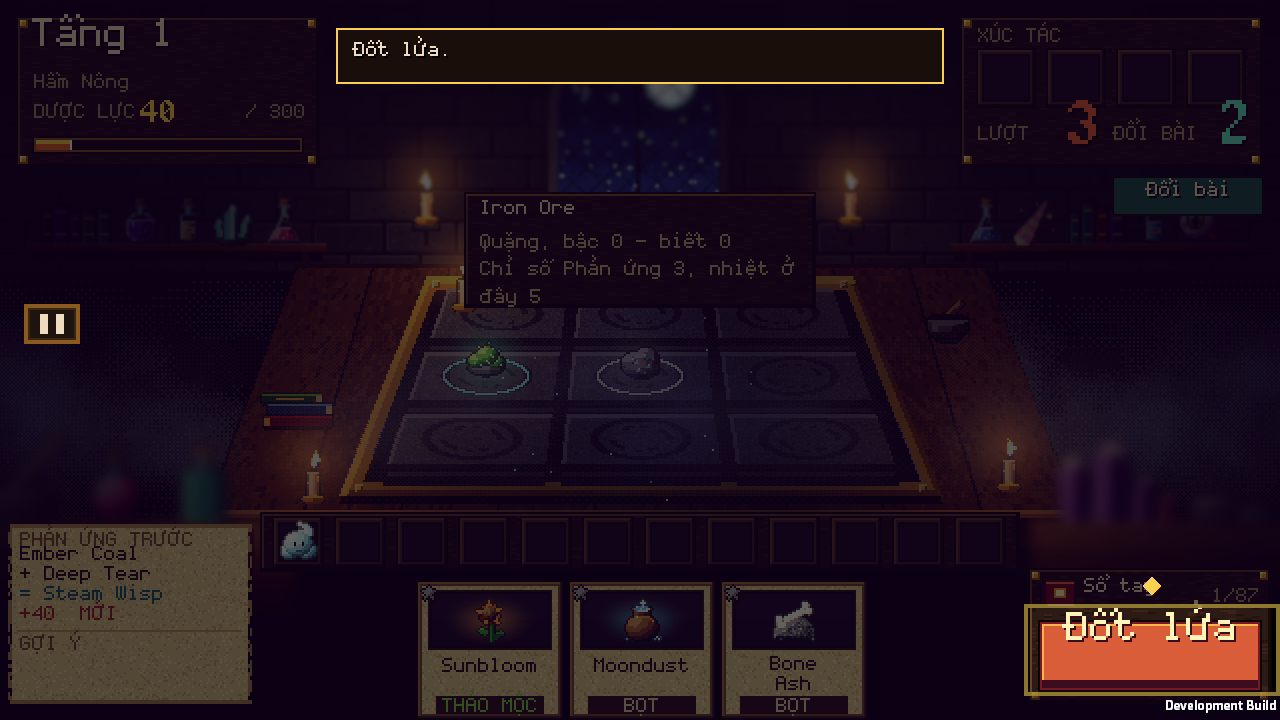 Tầng 1
Hầm Nông
DƯỢC LỰC 40 / 300
Đốt lửa.
XÚC TÁC
LƯỢT 3 ĐỔI BÀI 2
Đổi bài
Iron Ore
Quặng, bậc 0 - biết 0
Chỉ số Phản ứng 3, nhiệt ở
đây 5
PHẢN ỨNG TRƯỚC
Ember Coal
+ Deep Tear
= Steam Wisp
+40 MỚI
GỢI Ý
Sunbloom
THẢO MỘC
Moondust
BỘT
Bone
Ash
BỘT
Sổ ta
1/87
Đốt lửa
Development Build